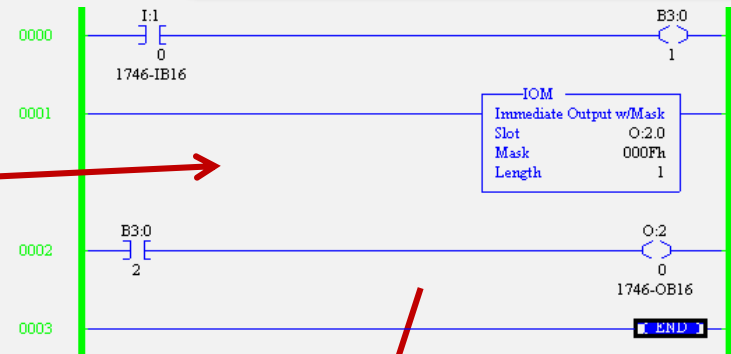 I:1 B3:0
0000
0 1
1746-IB16
IOM
0001 Immediate Output w/Mask
Slot O:2.0
Mask 000Fh
Length 1
B3:0 O:2
0002
2 0
1746-OB16
0003 END